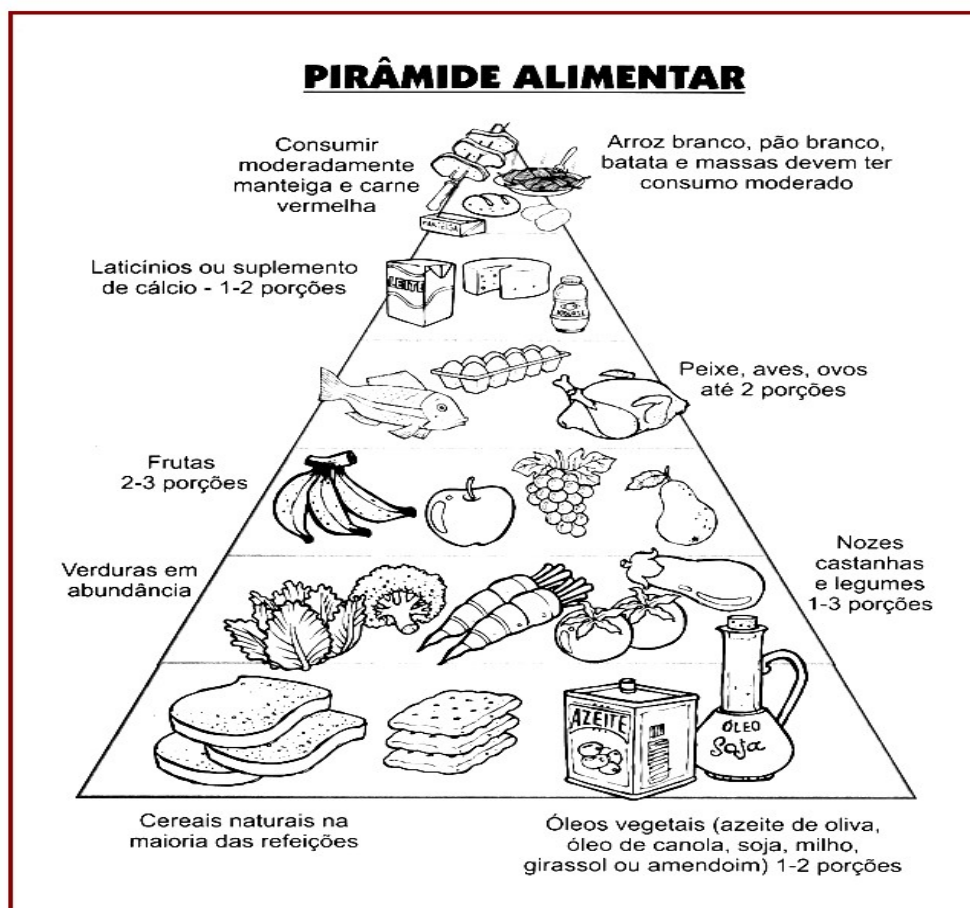 PIRÂMIDE ALIMENTAR
Consumir
moderadamente
manteiga e carne
vermelha
Arroz branco, pão branco,
batata e massas devem ter
consumo moderado
MANTEIGA
Laticínios ou suplemento
de cálcio - 1-2 porções
LEITE
Peixe, aves, ovos
até 2 porções
Frutas
2-3 porções
Verduras em
abundância
Nozes
castanhas
e legumes
1-3 porções
AZEITE
ÓLEO
Soja
Cereais naturais na
maioria das refeições
Óleos vegetais (azeite de oliva,
óleo de canola, soja, milho,
girassol ou amendoim) 1-2 porções